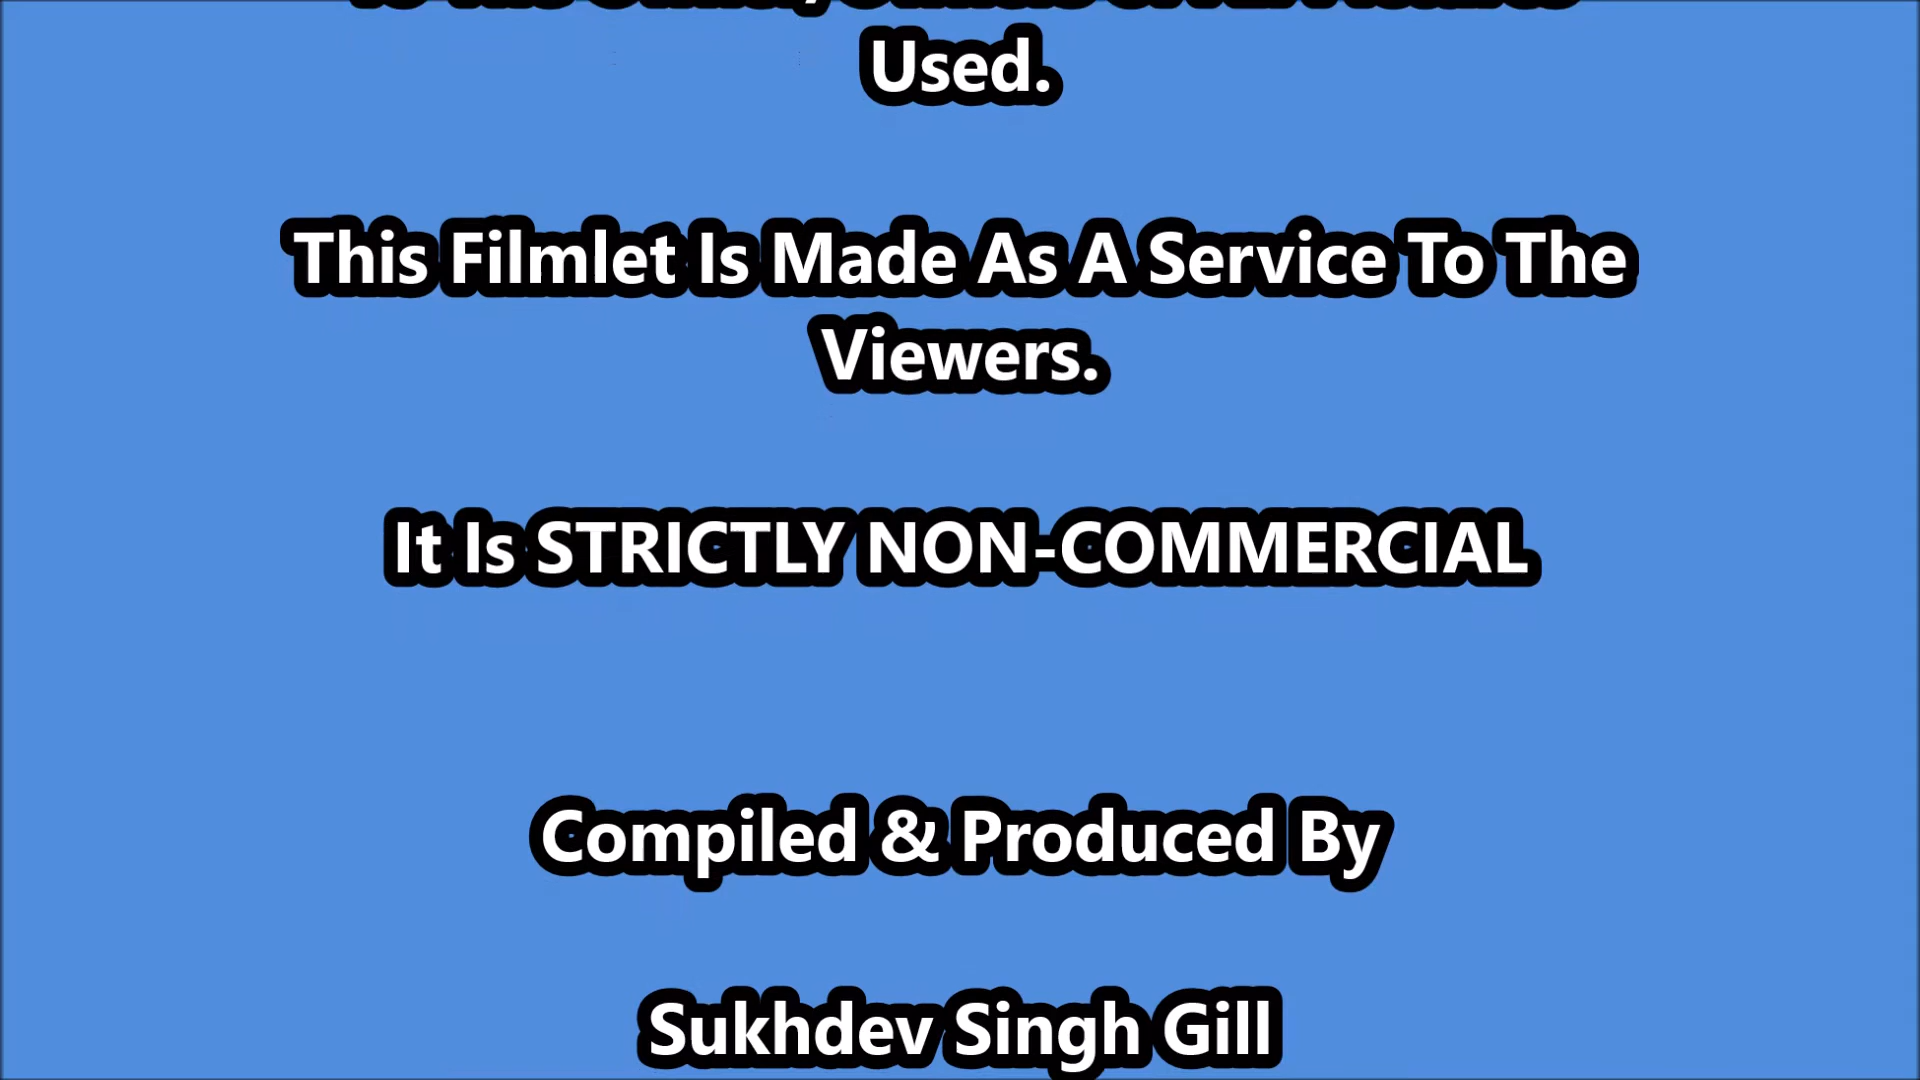 Used.
This Filmlet Is Made As A Service To The
Viewers.
It Is STRICTLY NON-COMMERCIAL
Compiled & Produced By
Sukhdev Singh Gill